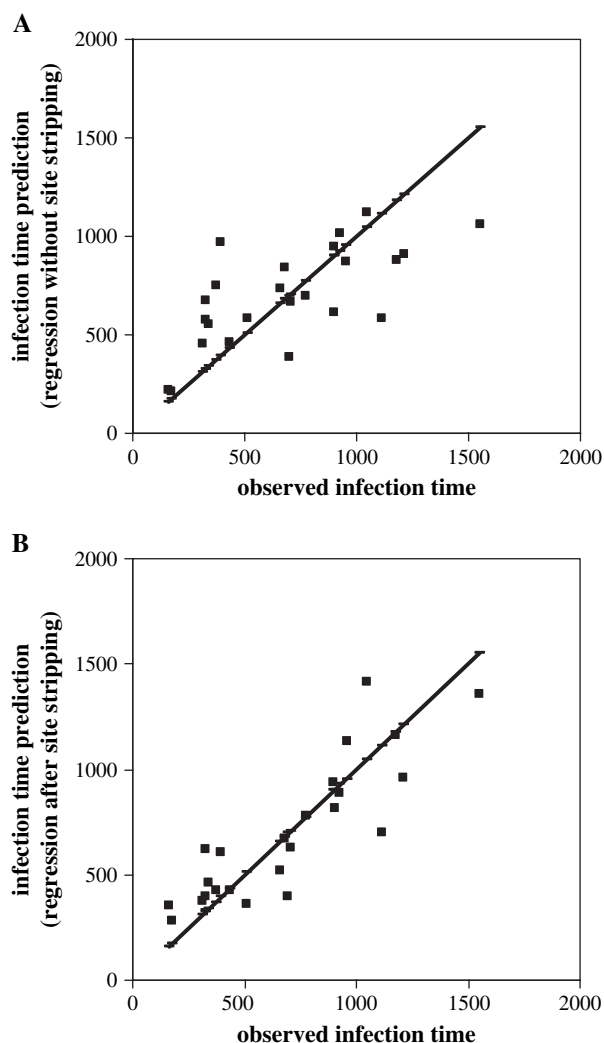 A
2000
1500
1000
500
0
0 500 1000 1500 2000
infection time prediction
(regression without site stripping)
observed infection time
B
2000
1500
1000
500
0
0 500 1000 1500 2000
infection time prediction
(regression after site stripping)
observed infection time